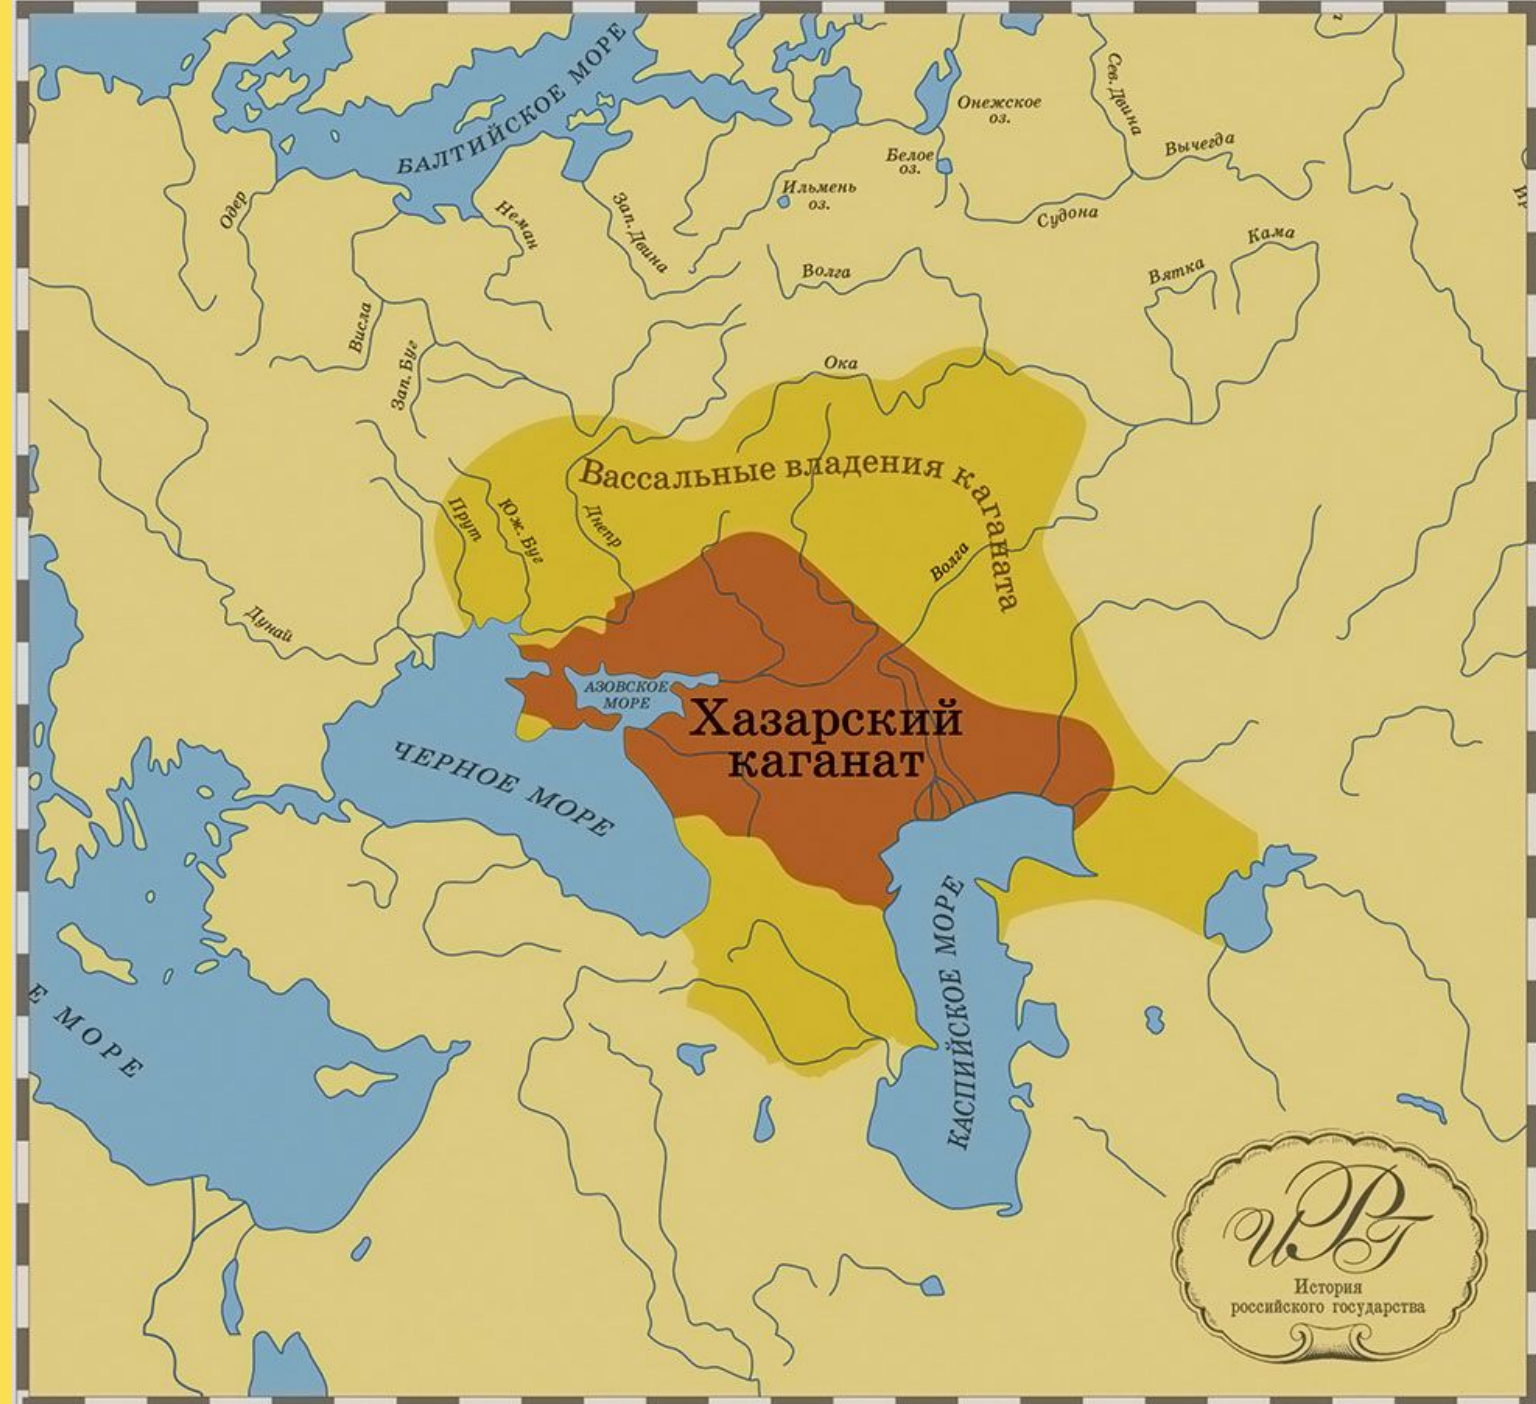 БАЛТИЙСКОЕ МОРЕ
Онежское
оз.
Сев. Двина
Вычегда
Белое
оз.
Ильмень
оз.
Судона
Одер
Неман
Зап. Двина
Волга
Вятка
Кама
Висла
Зап. Буг
Ока
Вассальные владения каганата
Прут
Юж. Буг
Днепр
Волга
Дунай
АЗОВСКОЕ
МОРЕ
Хазарский
каганат
ЧЕРНОЕ МОРЕ
КАСПИЙСКОЕ МОРЕ
Е МОРЕ
иРГ
История
российского государства